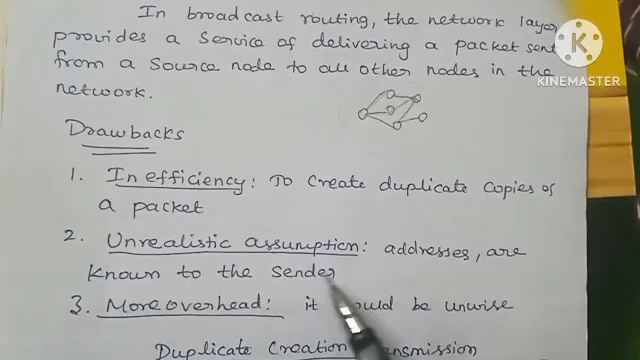 In broadcast routing, the network layer
provides a service of delivering a packet sent
from a source node to all other nodes in the
network.
KINEMASTER
Drawbacks
1. Inefficiency: To create duplicate copies of
a packet
2. Unrealistic assumption: addresses, are
known to the sender
3. More overhead: it would be unwise
Duplicate Creation